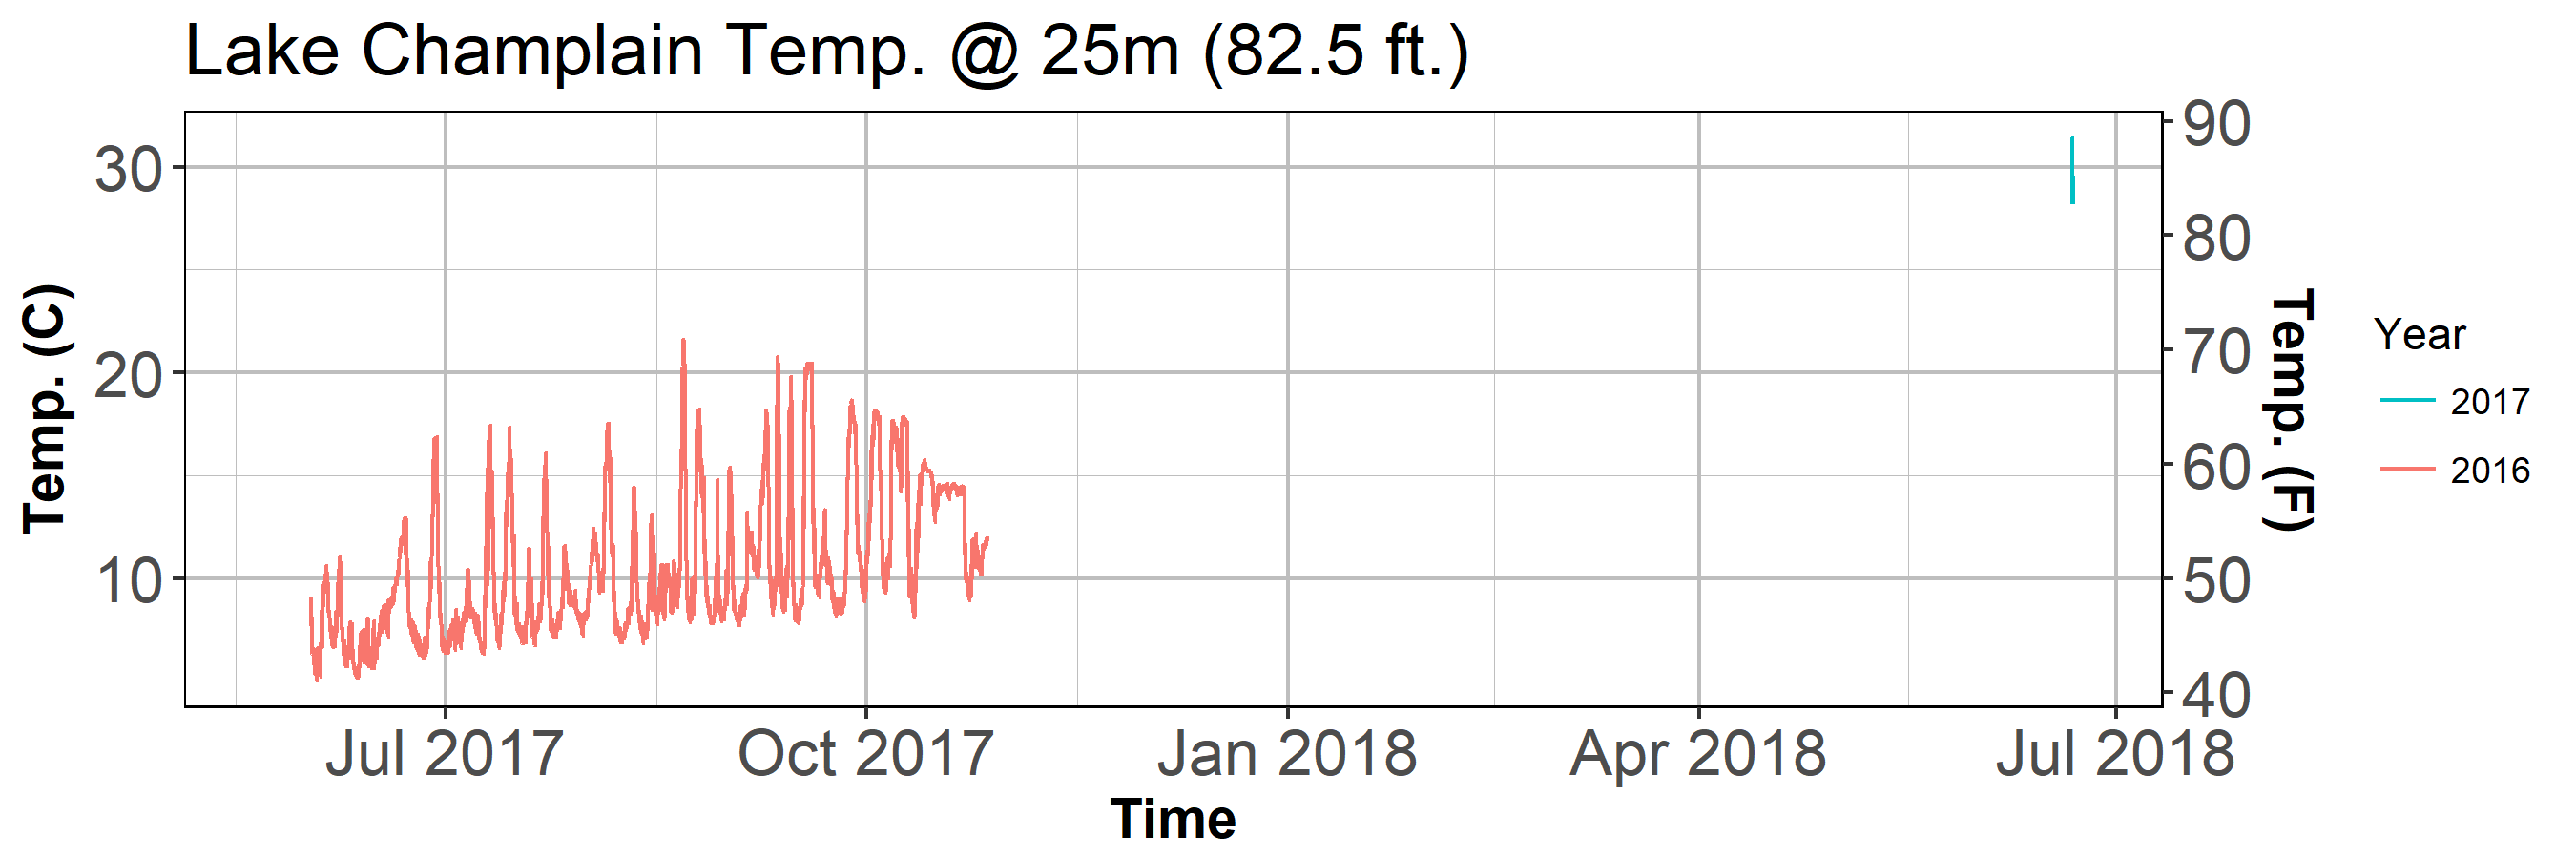 Lake Champlain Temp. @ 25m (82.5 ft.)
Temp. (C)
30
20
10
90
80
70
60
50
40
Temp. (F)
Year
2017
2016
Jul 2017
Oct 2017
Jan 2018
Apr 2018
Jul 2018
Time